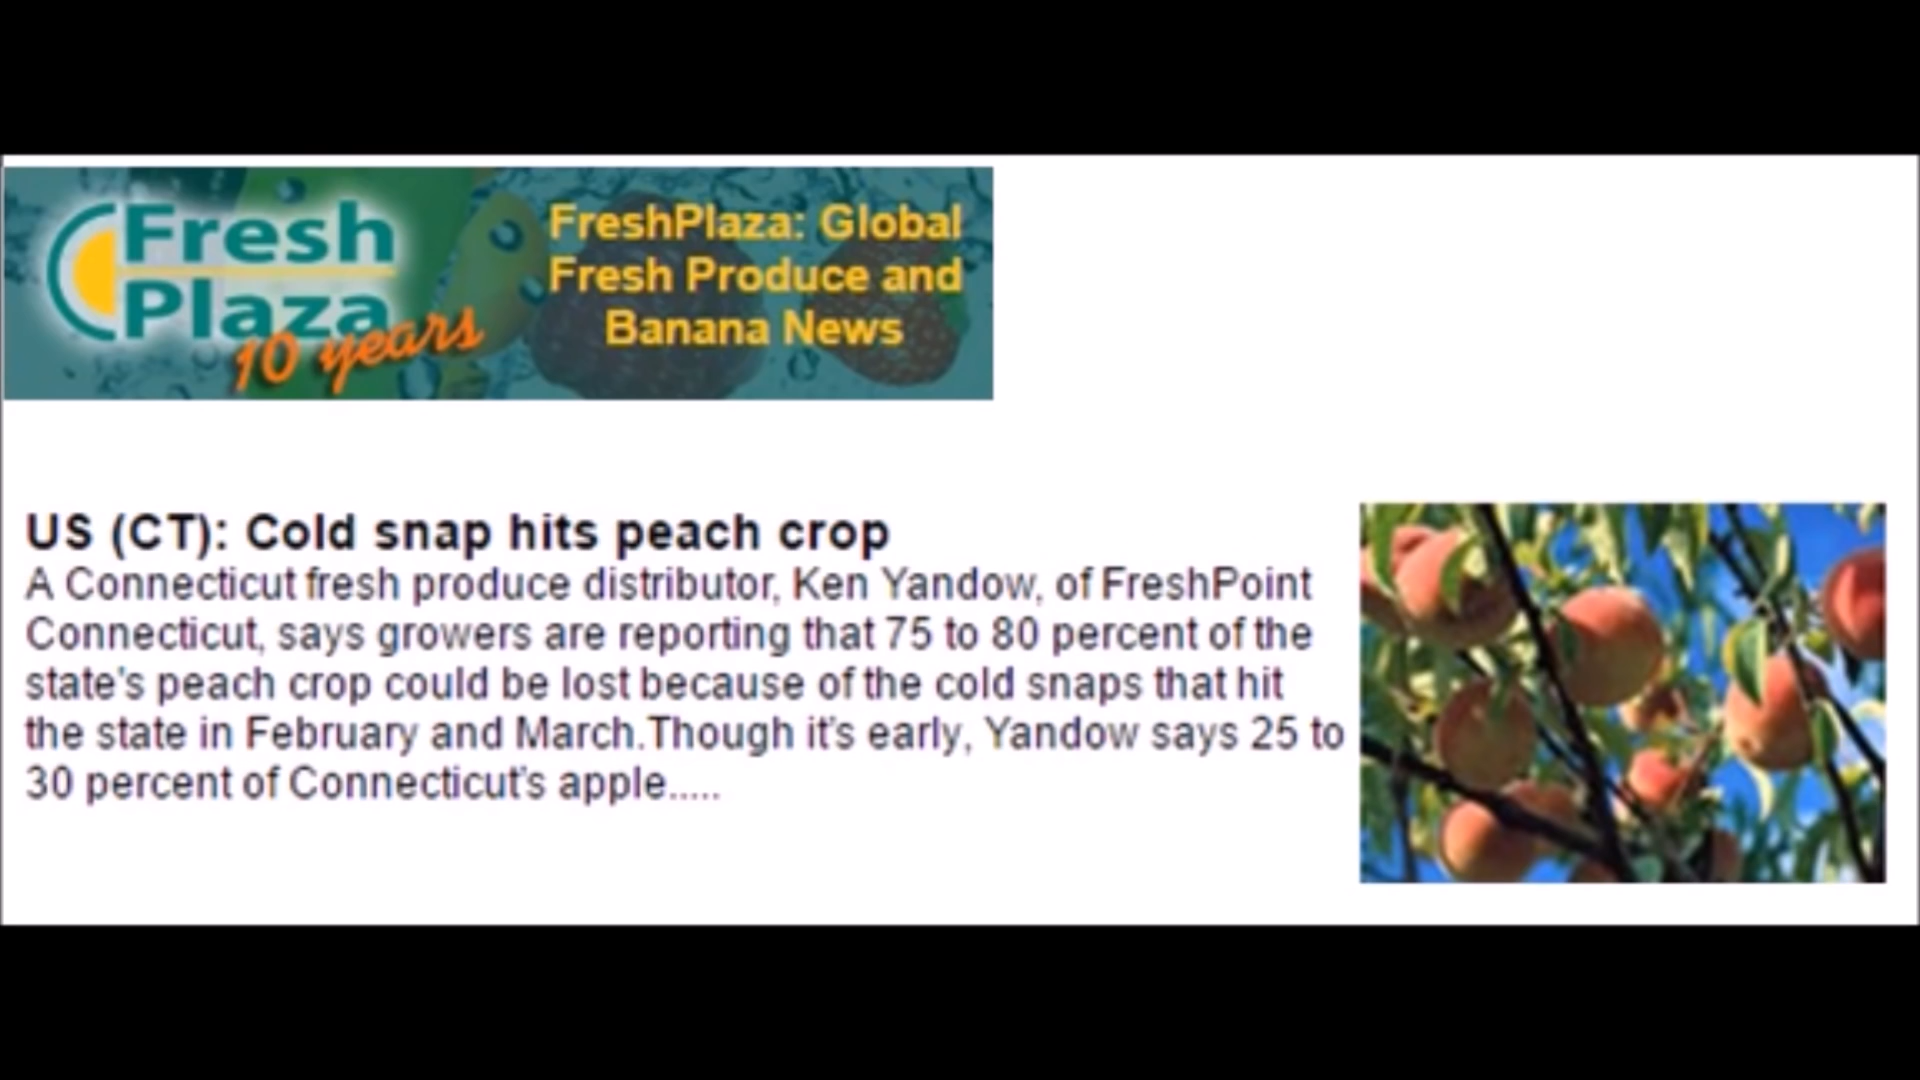 Fresh
Plaza
10 years
FreshPlaza: Global
Fresh Produce and
Banana News
US (CT): Cold snap hits peach crop
A Connecticut fresh produce distributor, Ken Yandow, of FreshPoint
Connecticut, says growers are reporting that 75 to 80 percent of the
state's peach crop could be lost because of the cold snaps that hit
the state in February and March.Though it's early, Yandow says 25 to
30 percent of Connecticut's apple.....